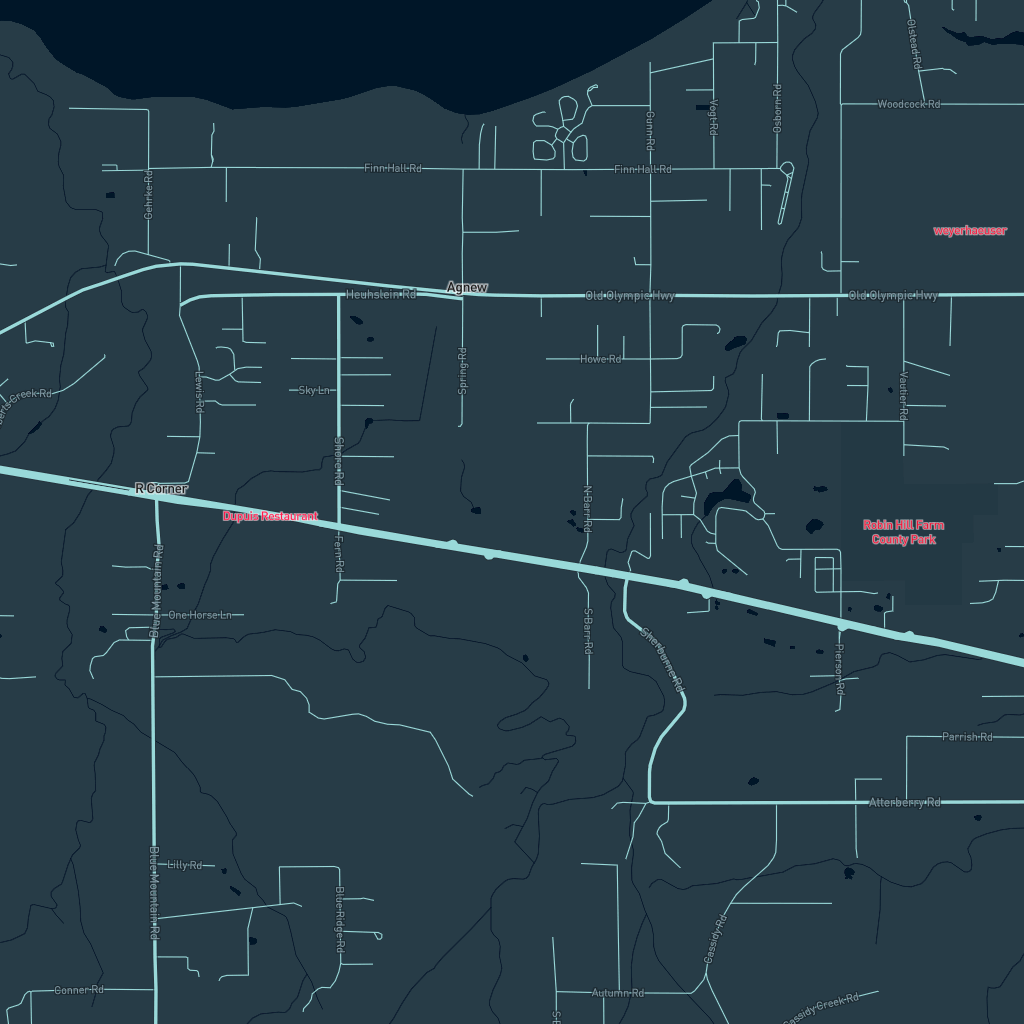 Olstead Rd
Woodcock Rd
Vogt Rd
Osborn Rd
Gunn Rd
Finn Hall Rd
Finn Hall Rd
Gehrke Rd
weyerhaeuser
Agnew
Heuhslein Rd
Old Olympic Hwy
Old Olympic Hwy
Howe Rd
Spring Rd
Sky Ln
Lewis Rd
Vautier Rd
Creek Rd
Shore Rd
R Corner
Dupuis Restaurant
N Barr Rd
Robin Hill Farm
County Park
Fern Rd
Blue Mountain Rd
One Horse Ln
S Barr Rd
Sherburne Rd
Pierson Rd
Parrish Rd
Atterberry Rd
Lilly Rd
Blue Mountain Rd
Blue Ridge Rd
Cassidy Rd
Conner Rd
Autumn Rd
Cassidy Creek Rd